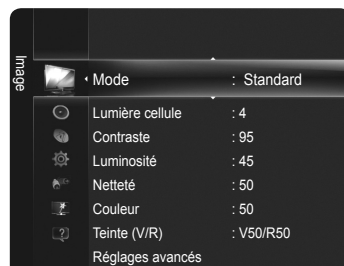 Image
Mode : Standard
Lumière cellule : 4
Contraste : 95
Luminosité : 45
Netteté : 50
Couleur : 50
Teinte (V/R) : V50/R50
Réglages avancés